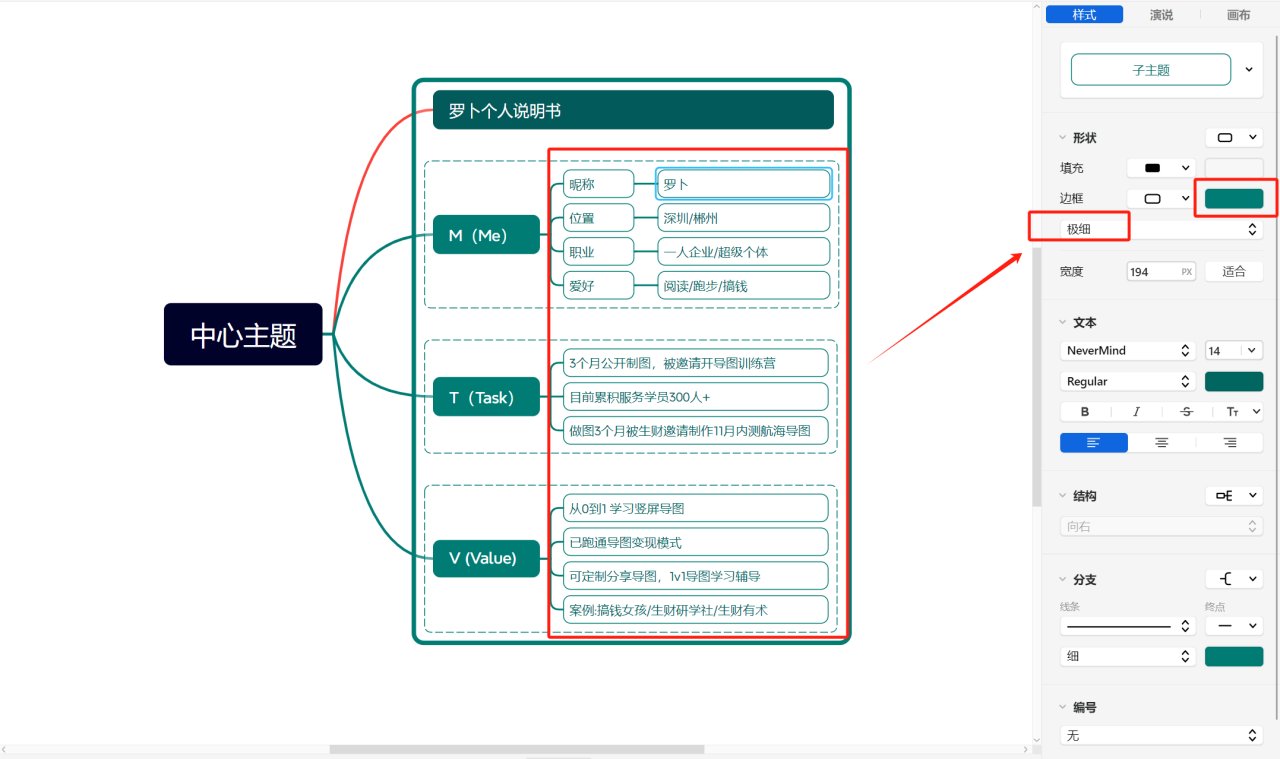 样式
演说
画布
子主题
罗卜个人说明书
中心主题
M（Me）
昵称
罗卜
位置
深圳/郴州
职业
一人企业/超级个体
爱好
阅读/跑步/搞钱
T（Task）
3个月公开制图，被邀请开导图训练营
目前累积服务学员300人+
做图3个月被生财邀请制作11月内测航海导图
V (Value)
从0到1 学习竖屏导图
已跑通导图变现模式
可定制分享导图，1v1导图学习辅导
案例:搞钱女孩/生财研学社/生财有术
形状
填充
边框
极细
宽度
194 PX
适合
文本
NeverMind
14
Regular
B I S Tт
结构
向右
分支
线条
终点
细
编号
无